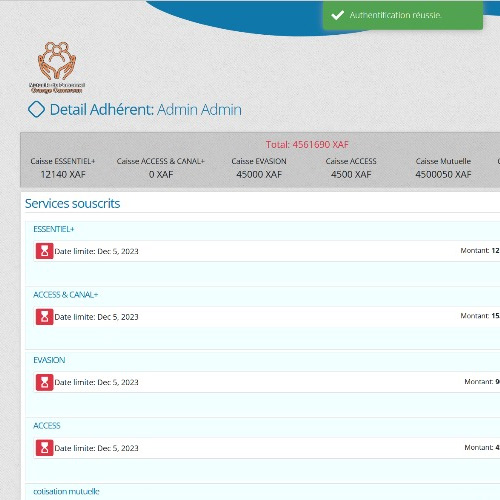 Authentification réussie.
Detail Adhérent: Admin Admin
Total: 4561690 XAF
Caisse ESSENTIEL+ Caisse ACCESS & CANAL+ Caisse EVASION Caisse ACCESS Caisse Mutuelle
12140 XAF 0 XAF 45000 XAF 4500 XAF 4500050 XAF
Services souscrits
ESSENTIEL+
Date limite: Dec 5, 2023 Montant: 12
ACCESS & CANAL+
Date limite: Dec 5, 2023 Montant: 15
EVASION
Date limite: Dec 5, 2023 Montant: 9
ACCESS
Date limite: Dec 5, 2023 Montant: 4
cotisation mutuelle